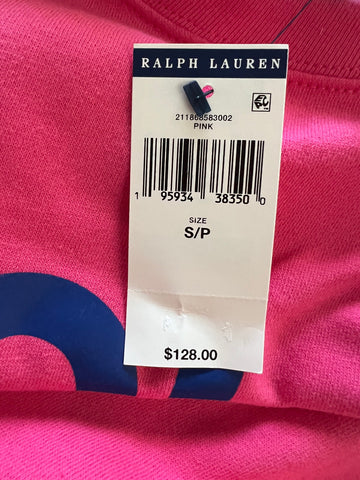 RALPH LAUREN
211868583002
PINK
1 95934 38350 0
SIZE
S/P
$128.00